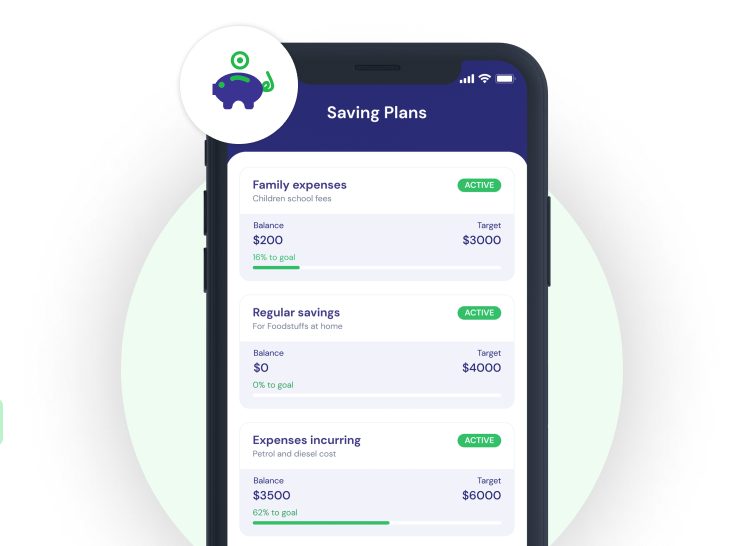 Saving Plans
Family expenses
ACTIVE
Children school fees
Balance
Target
$200
$3000
16% to goal
Regular savings
ACTIVE
For Foodstuffs at home
Balance
Target
$0
$4000
0% to goal
Expenses incurring
ACTIVE
Petrol and diesel cost
Balance
Target
$3500
$6000
62% to goal